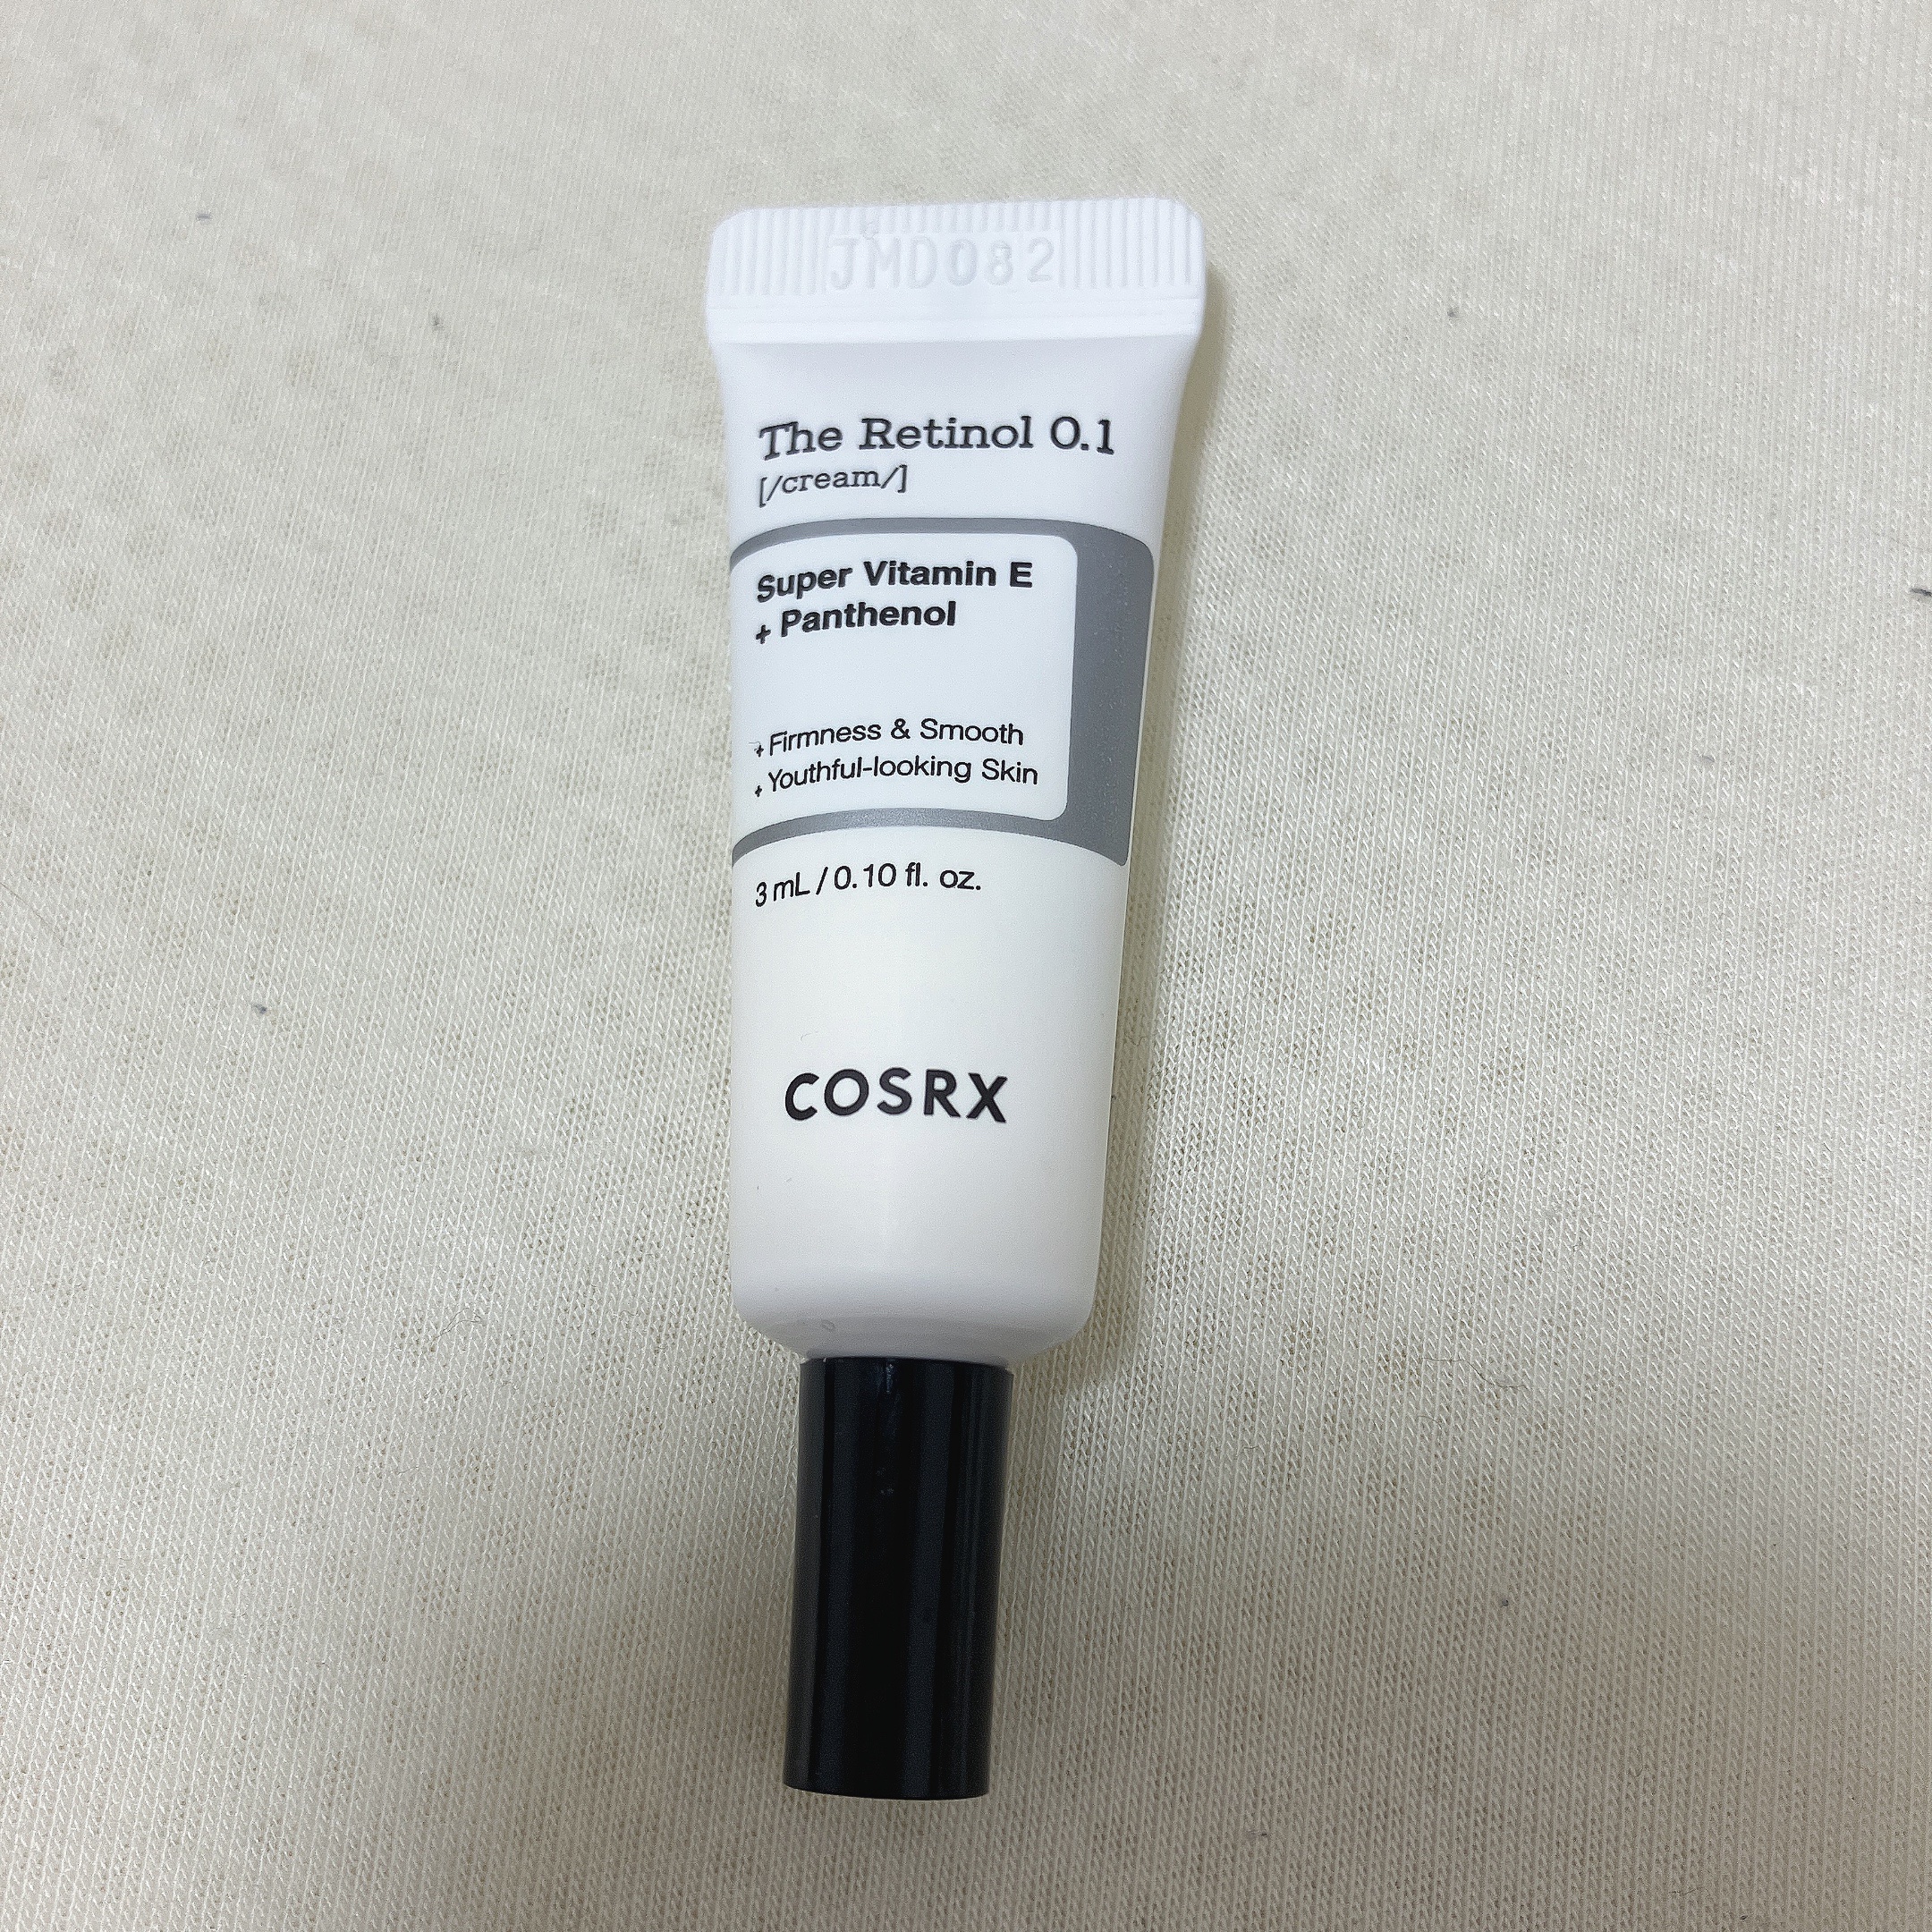 JMD082
The Retinol 0.1
[/cream/]
Super Vitamin E
+ Panthenol
+ Firmness & Smooth
+ Youthful-looking Skin
3 mL / 0.10 fl. oz.
COSRX